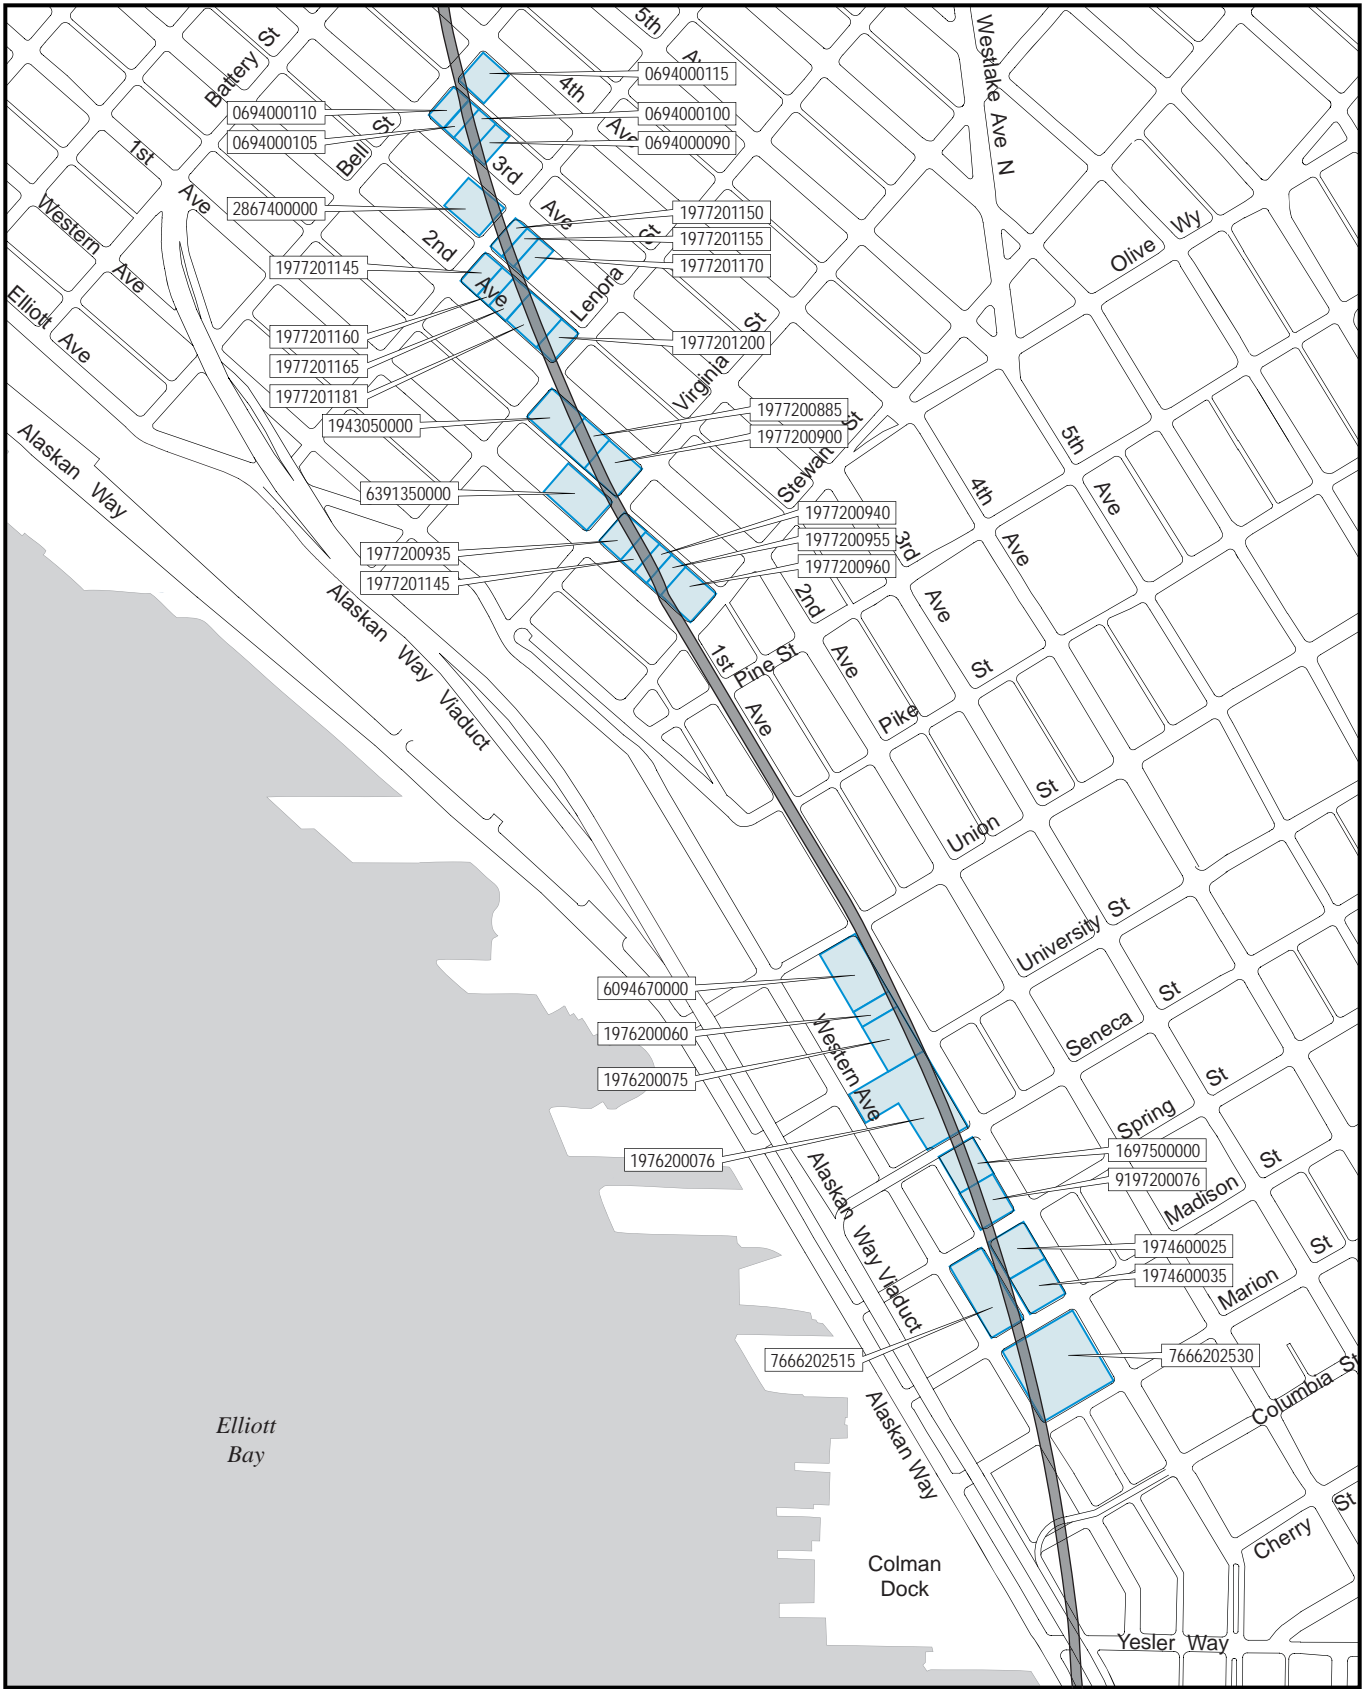 5th
Av
Westlake Ave N
Battery St
4th
Ave
0694000115
0694000110
0694000100
0694000105
0694000090
Bell St
1st
Ave
3rd
Ave
Western
Ave
2867400000
1977201150
1977201155
1977201170
St
Lenora
2nd
Ave
1977201145
Olive Wy
Elliott
Ave
1977201160
1977201165
1977201181
1977201200
Virginia
St
1943050000
1977200885
1977200900
Stewart
St
Alaskan
Way
6391350000
5th
Ave
4th
Ave
1977200940
1977200955
1977200960
3rd
Ave
1977200935
1977201145
2nd
Ave
Alaskan
Way
Viaduct
1st
Ave
Pine St
Pike
St
Union
St
University
St
6094670000
1976200060
1976200075
Western
Ave
Seneca
St
1976200076
Spring
St
1697500000
9197200076
Madison
St
Alaskan
Way
Viaduct
1974600025
1974600035
Marion
St
7666202515
7666202530
Columbia
St
Alaskan Way
Elliott
Bay
Cherry
St
Colman
Dock
Yesler Way